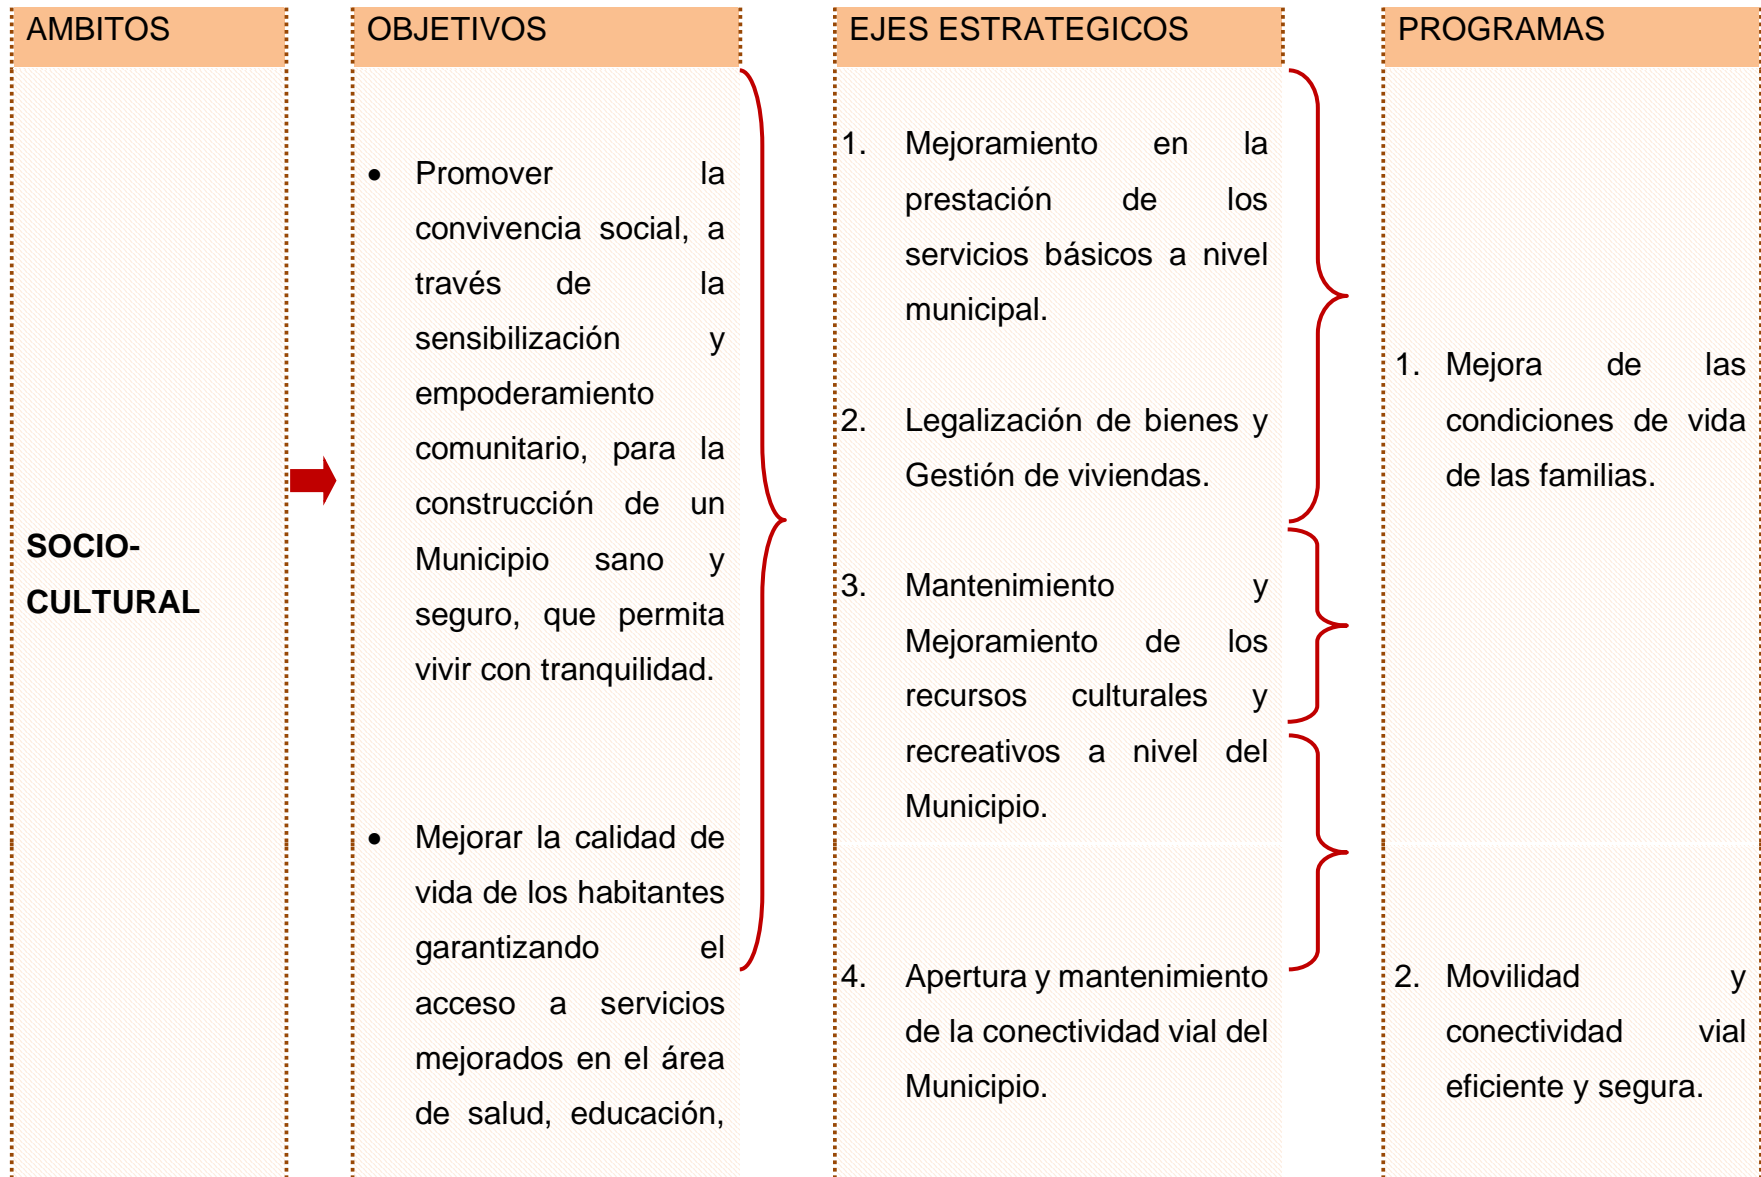 AMBITOS
OBJETIVOS
EJES ESTRATEGICOS
PROGRAMAS
SOCIO-
CULTURAL
• Promover la
convivencia social, a
través de la
sensibilización y
empoderamiento
comunitario, para la
construcción de un
Municipio sano y
seguro, que permita
vivir con tranquilidad.
• Mejorar la calidad de
vida de los habitantes
garantizando el
acceso a servicios
mejorados en el área
de salud, educación,
1. Mejoramiento en la
prestación de los
servicios básicos a nivel
municipal.
2. Legalización de bienes y
Gestión de viviendas.
3. Mantenimiento y
Mejoramiento de los
recursos culturales y
recreativos a nivel del
Municipio.
4. Apertura y mantenimiento
de la conectividad vial del
Municipio.
1. Mejora de las
condiciones de vida
de las familias.
2. Movilidad y
conectividad vial
eficiente y segura.